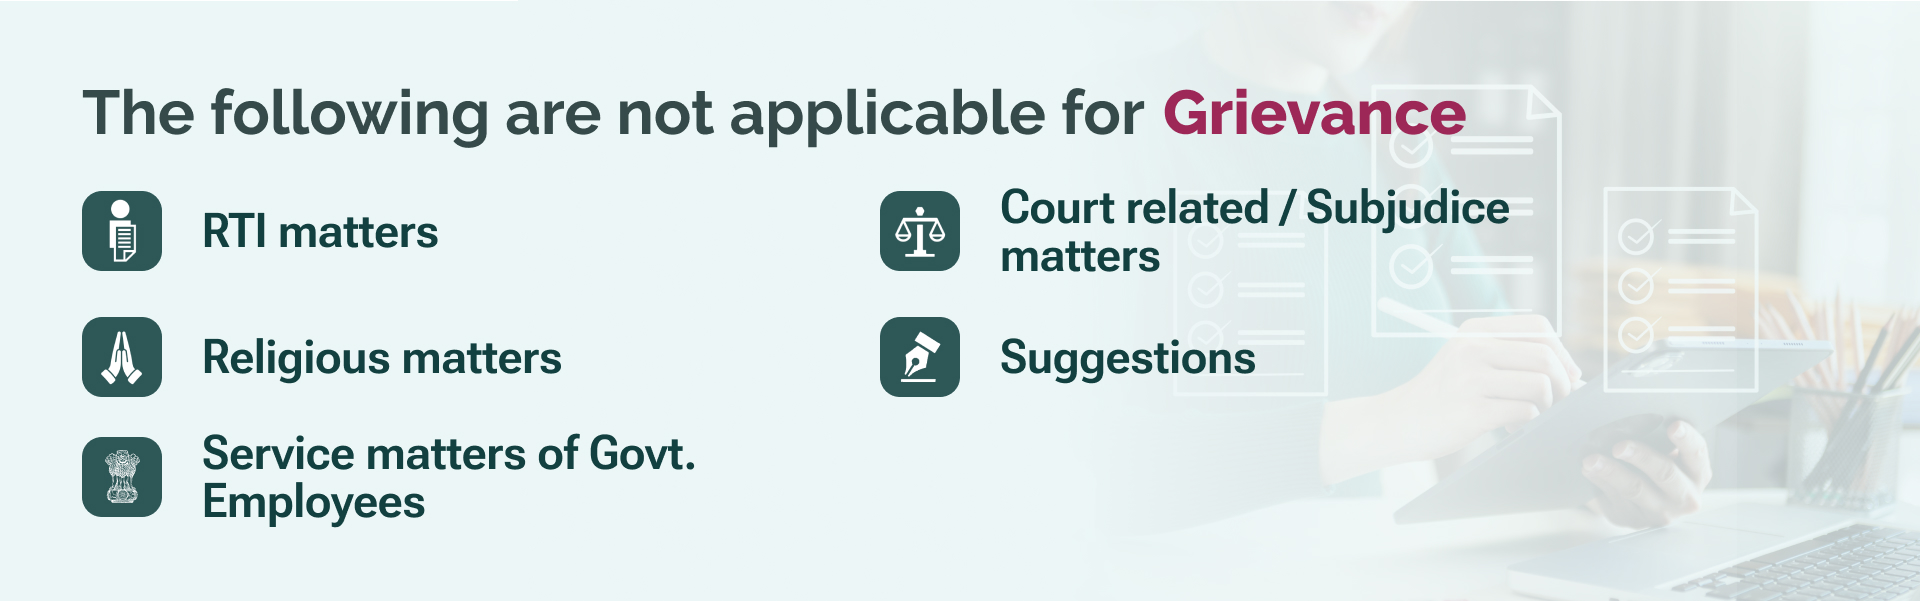 The following are not applicable for Grievance
RTI matters
Court related / Subjudice
matters
Religious matters
Suggestions
Service matters of Govt.
Employees